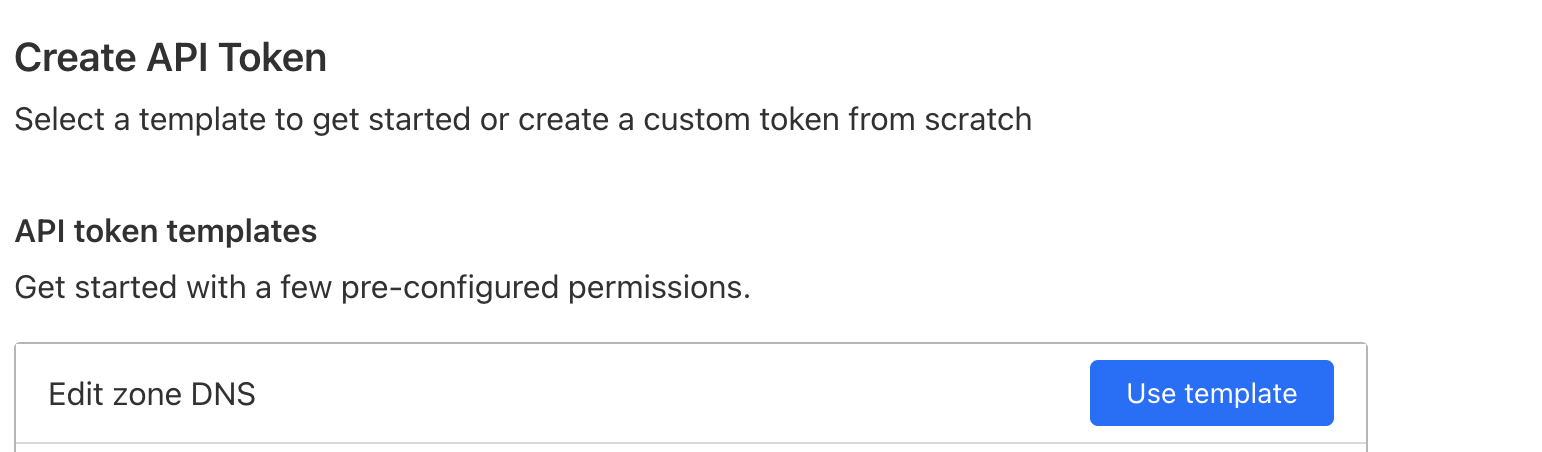 Create API Token
Select a template to get started or create a custom token from scratch
API token templates
Get started with a few pre-configured permissions.
Edit zone DNS
Use template